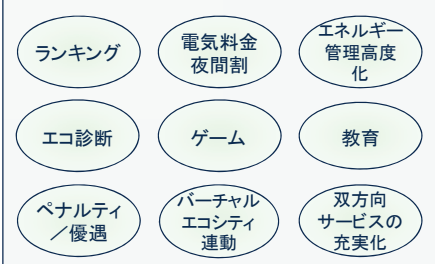 ランキング
電気料金
夜間割
エネルギー
管理高度
化
エコ診断
ゲーム
教育
ペナルティ
／優遇
バーチャル
エコシティ
連動
双方向
サービスの
充実化